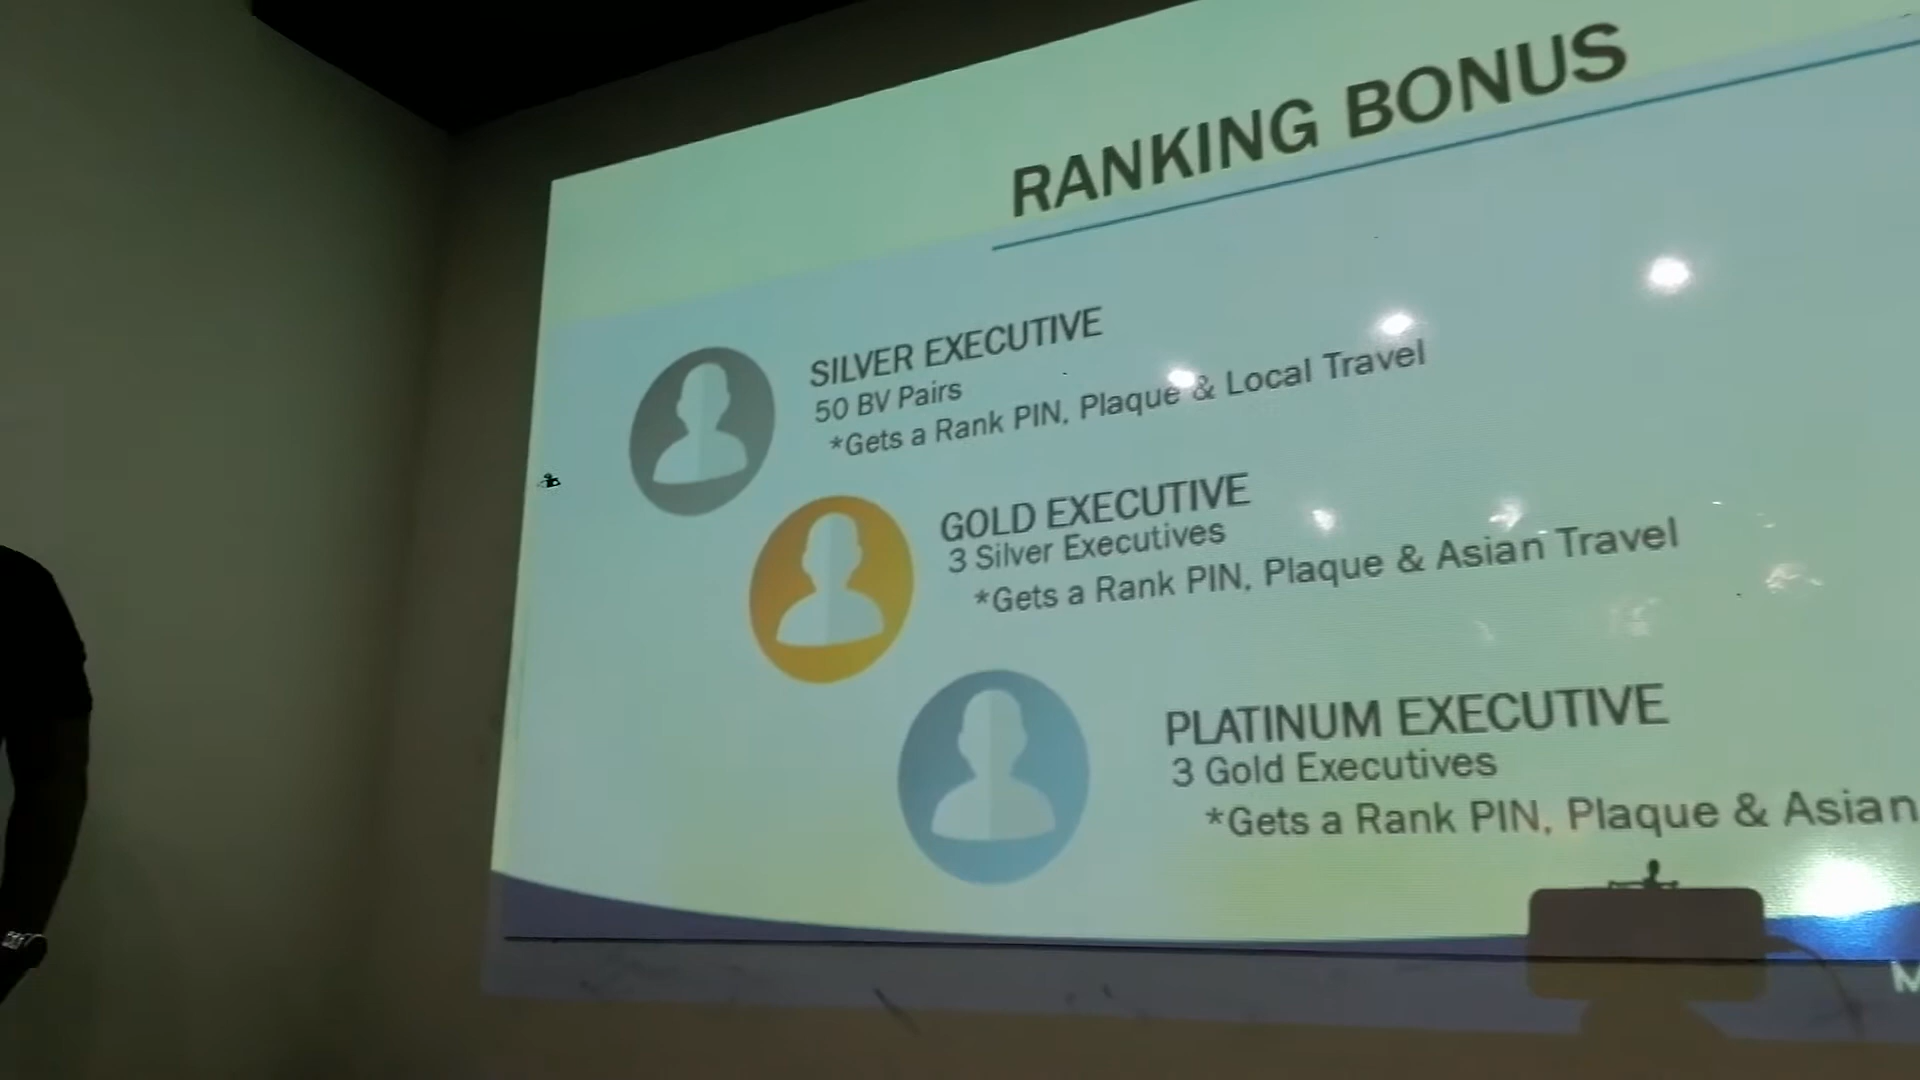 RANKING BONUS
SILVER EXECUTIVE
50 BV Pairs
*Gets a Rank PIN, Plaque & Local Travel
GOLD EXECUTIVE
3 Silver Executives
*Gets a Rank PIN, Plaque & Asian Travel
PLATINUM EXECUTIVE
3 Gold Executives
*Gets a Rank PIN, Plaque & Asian